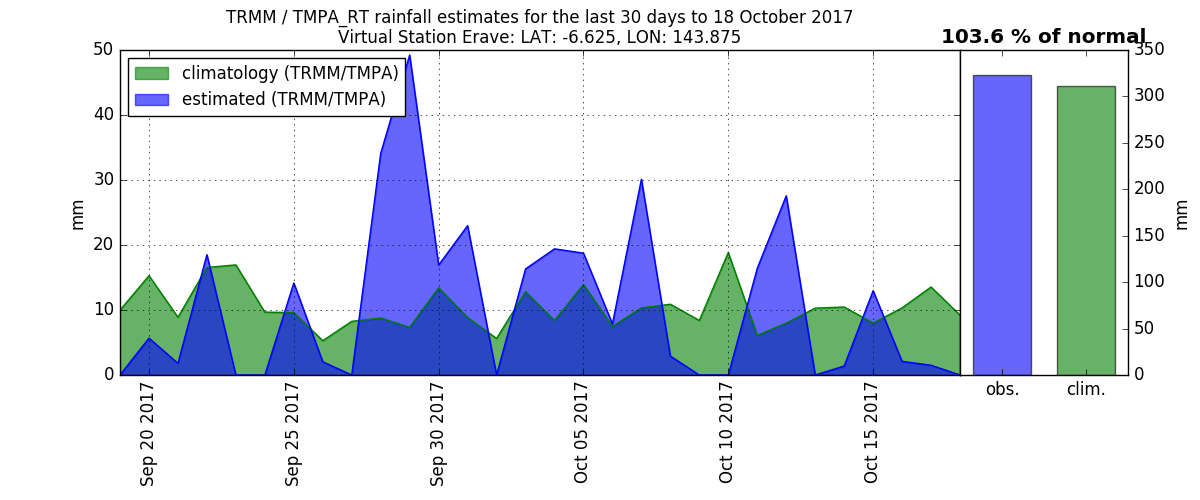 TRMM / TMPA_RT rainfall estimates for the last 30 days to 18 October 2017
Virtual Station Erave: LAT: -6.625, LON: 143.875
103.6 % of normal
climatology (TRMM/TMPA)
estimated (TRMM/TMPA)
50
40
30
20
10
0
mm
Sep 20 2017
Sep 25 2017
Sep 30 2017
Oct 05 2017
Oct 10 2017
Oct 15 2017
obs.
clim.
350
300
250
200
150
100
50
0
mm